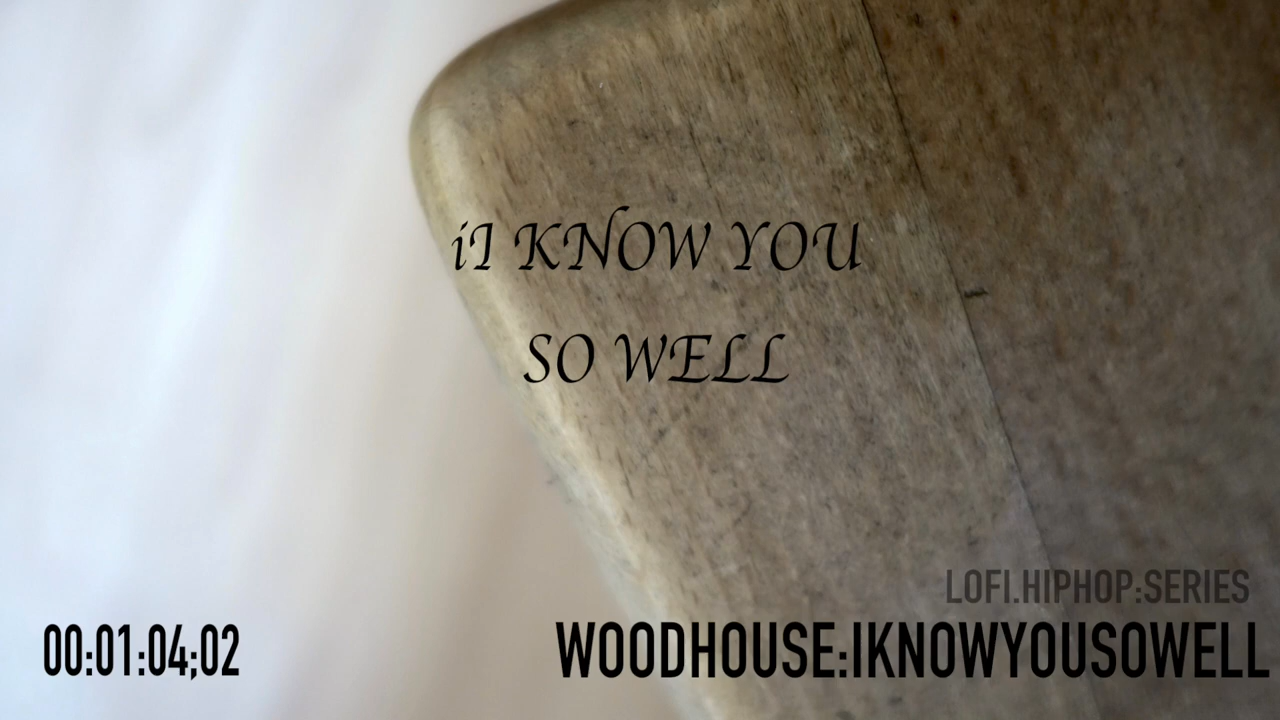 iI KNOW YOU
SO WELL
LOFI.HIPHOP:SERIES
00:01:04;02
WOODHOUSE:IKNOWYOUSOWELL